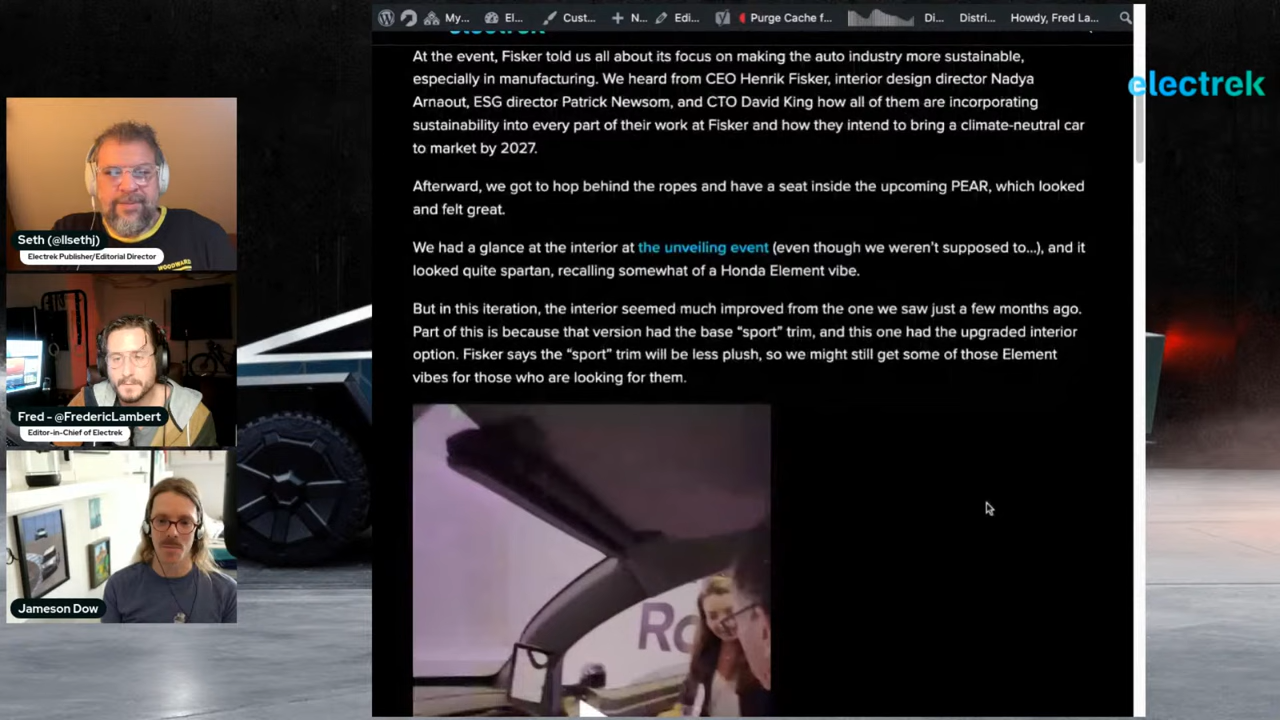 My...
El...
Cust...
N...
Edi...
Purge Cache f...
Di...
Distri...
Howdy, Fred La...
electrek
At the event, Fisker told us all about its focus on making the auto industry more sustainable,
especially in manufacturing. We heard from CEO Henrik Fisker, interior design director Nadya
Arnaout, ESG director Patrick Newsom, and CTO David King how all of them are incorporating
sustainability into every part of their work at Fisker and how they intend to bring a climate-neutral car
to market by 2027.
Afterward, we got to hop behind the ropes and have a seat inside the upcoming PEAR, which looked
and felt great.
We had a glance at the interior at the unveiling event (even though we weren't supposed to...), and it
looked quite spartan, recalling somewhat of a Honda Element vibe.
But in this iteration, the interior seemed much improved from the one we saw just a few months ago.
Part of this is because that version had the base “sport” trim, and this one had the upgraded interior
option. Fisker says the “sport” trim will be less plush, so we might still get some of those Element
vibes for those who are looking for them.
Ro
electrek
Seth (@llsethj)
Electrek Publisher/Editorial Director
WOODWARD
Fred - @FredericLambert
Editor-in-Chief of Electrek
Jameson Dow